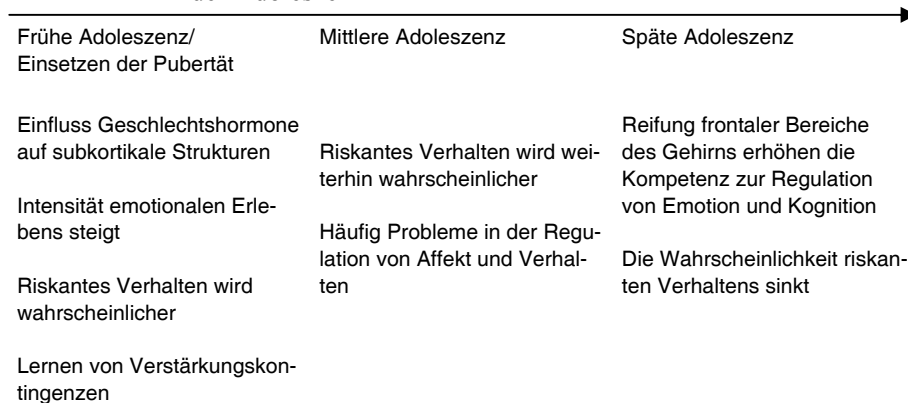 Frühe Adoleszenz/
Einsetzen der Pubertät
Einfluss Geschlechtshormone
auf subkortikale Strukturen
Intensität emotionalen Erle-
bens steigt
Riskantes Verhalten wird
wahrscheinlicher
Lernen von Verstärkungskon-
tingenzen
Mittlere Adoleszenz
Riskantes Verhalten wird wei-
terhin wahrscheinlicher
Häufig Probleme in der Regu-
lation von Affekt und Verhal-
ten
Späte Adoleszenz
Reifung frontaler Bereiche
des Gehirns erhöhen die
Kompetenz zur Regulation
von Emotion und Kognition
Die Wahrscheinlichkeit riskan-
ten Verhaltens sinkt